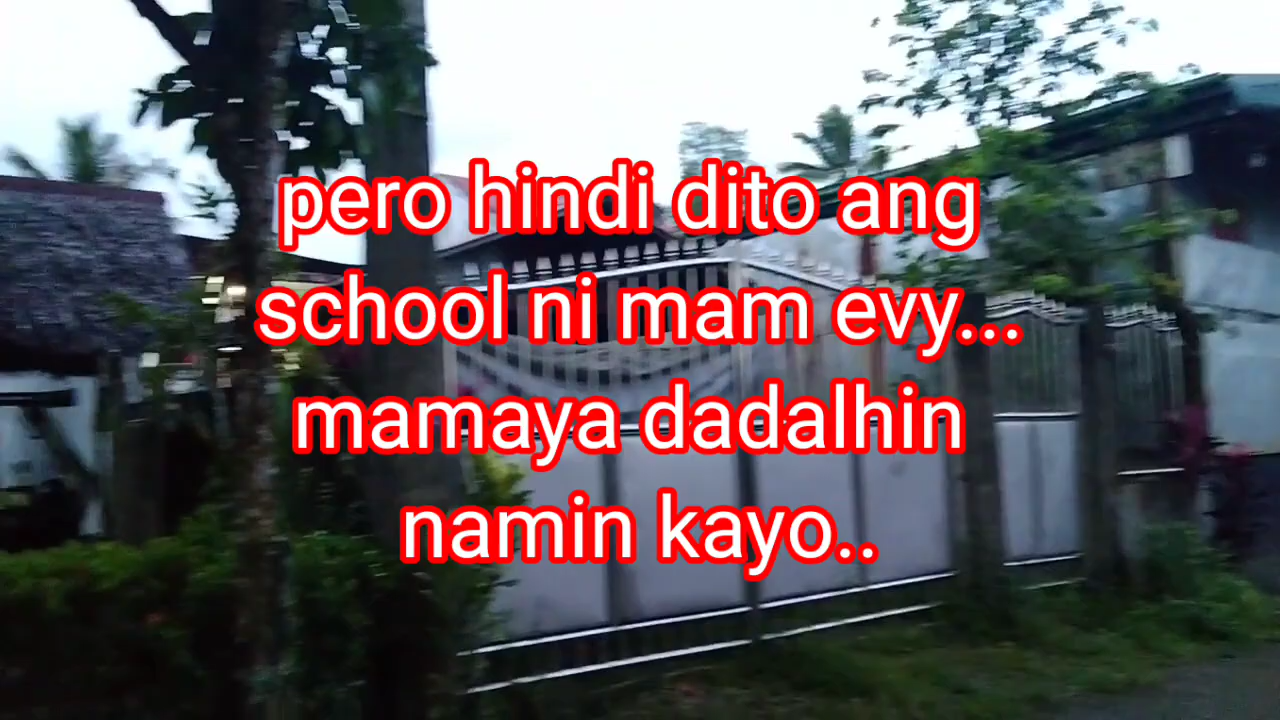 pero hindi dito ang
school ni mam evy...
mamaya dadalhin
namin kayo..